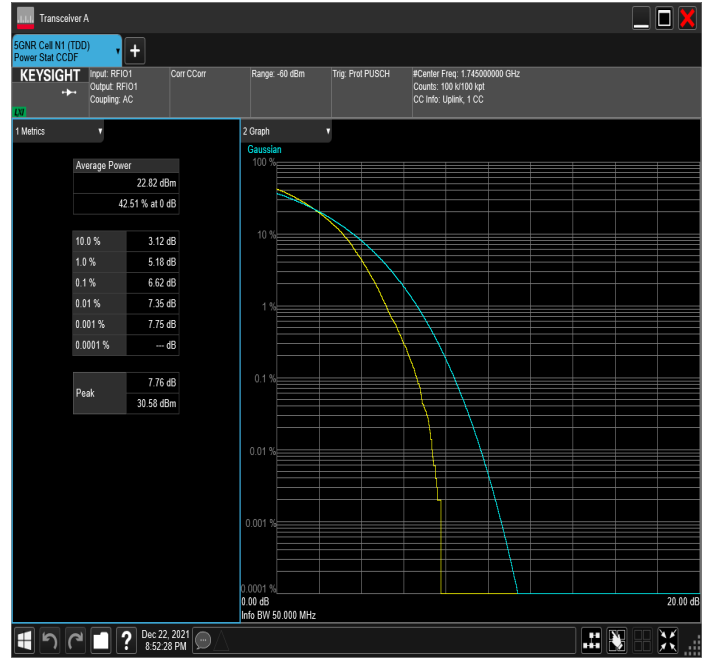 Transceiver A
5GNR Cell N1 (TDD)
Power Stat CCDF
+
KEYSIGHT
Input: RFIO1
Output: RFIO1
Coupling: AC
Corr CCorr
Range: -60 dBm
Trig: Prot PUSCH
#Center Freq: 1.745000000 GHz
Counts: 100 k/100 kpt
CC Info: Uplink, 1 CC
1 Metrics
Average Power
22.82 dBm
42.51 % at 0 dB
10.0 % 3.12 dB
1.0 % 5.18 dB
0.1 % 6.62 dB
0.01 % 7.35 dB
0.001 % 7.75 dB
0.0001 % --- dB
Peak
7.76 dB
30.58 dBm
2 Graph
Gaussian
100 %
10 %
1 %
0.1 %
0.01 %
0.001 %
0.0001 %
0.00 dB 20.00 dB
Info BW 50.000 MHz
?
Dec 22, 2021
8:52:28 PM